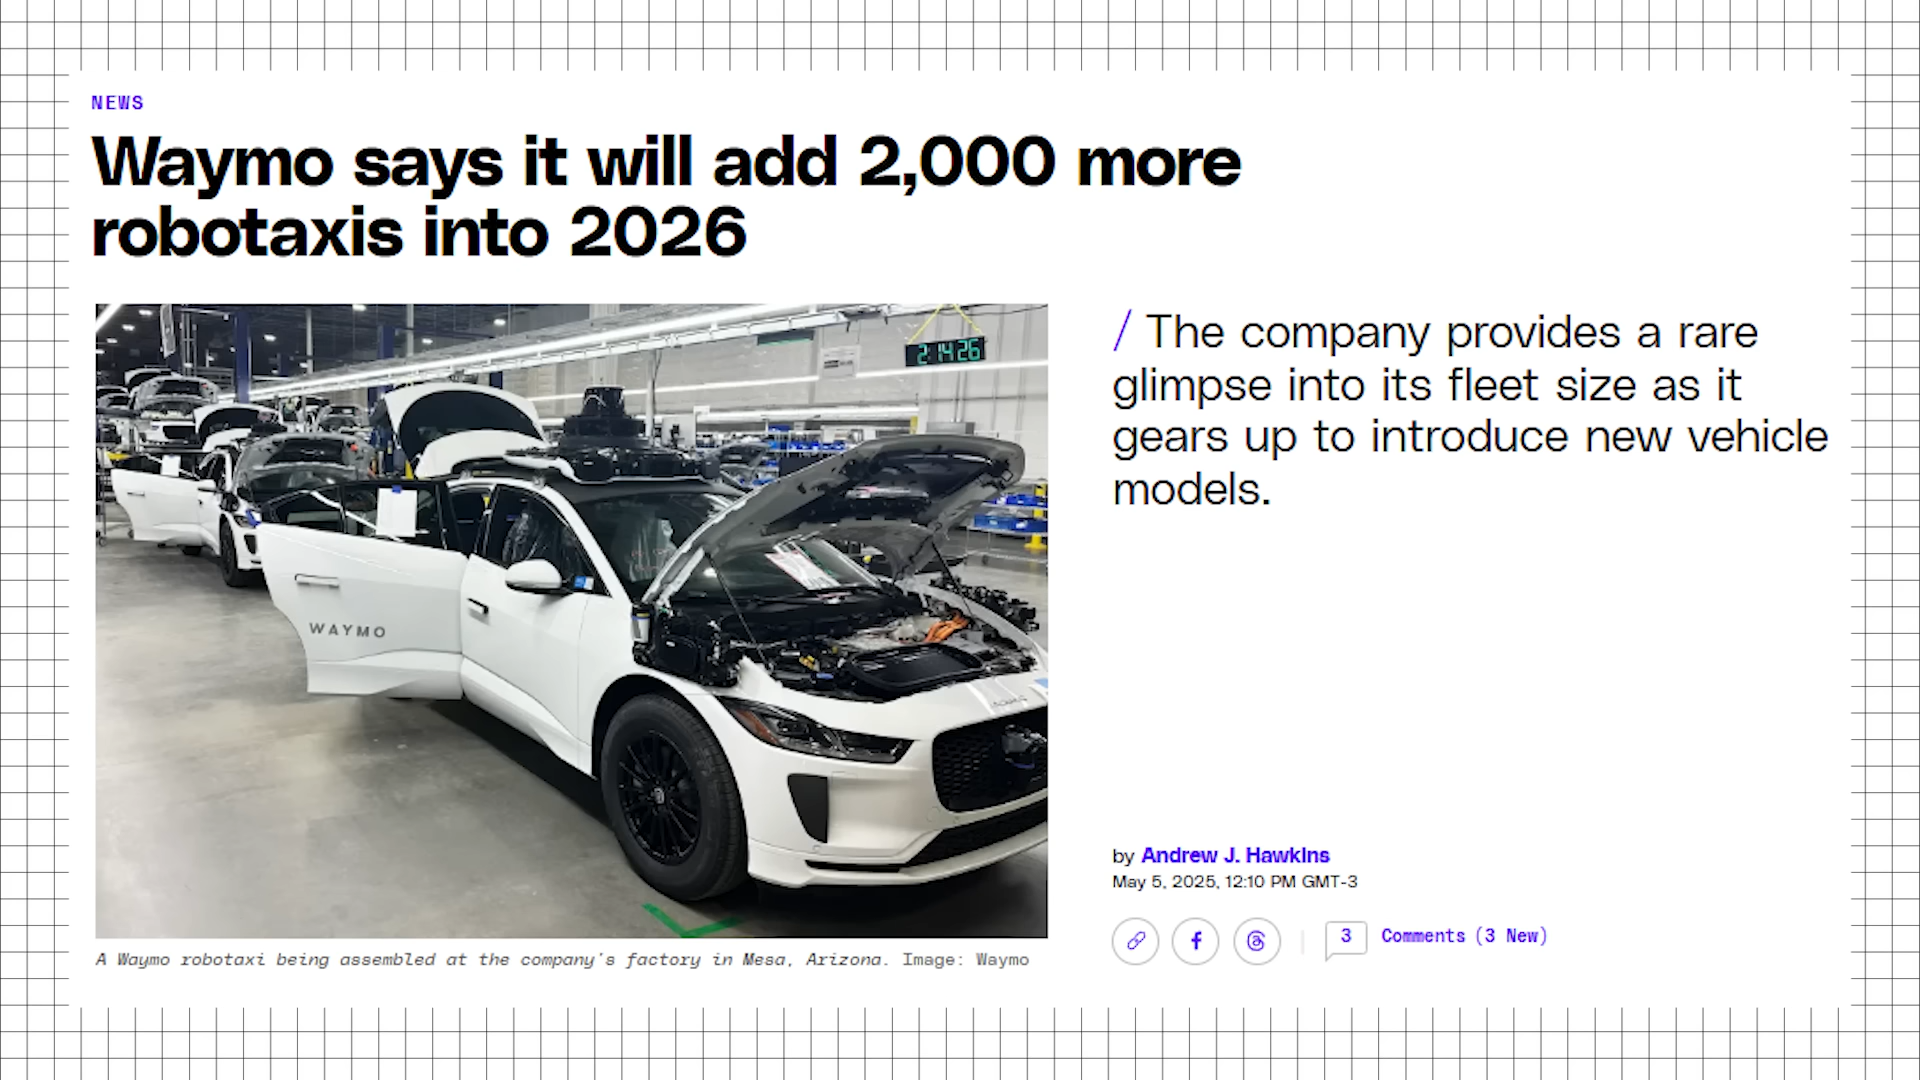 NEWS
Waymo says it will add 2,000 more
robotaxis into 2026
2:14:26
WAYMO
/ The company provides a rare
glimpse into its fleet size as it
gears up to introduce new vehicle
models.
by Andrew J. Hawkins
May 5, 2025, 12:10 PM GMT-3
3 Comments (3 New)
A Waymo robotaxi being assembled at the company's factory in Mesa, Arizona. Image: Waymo